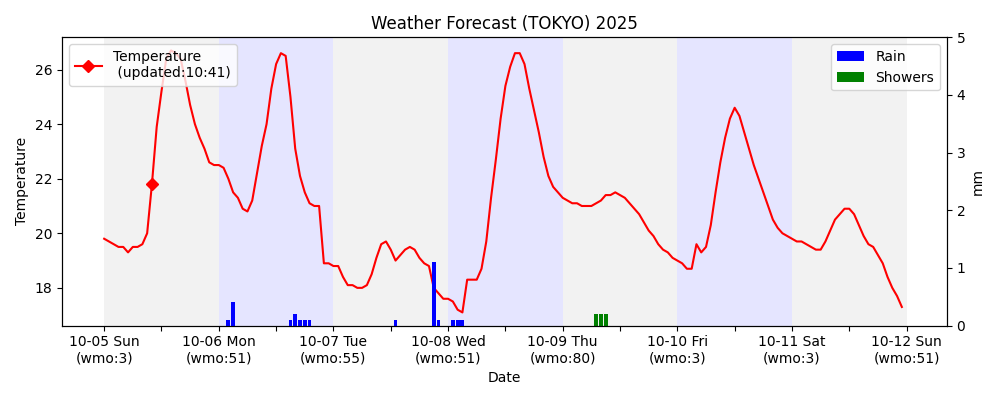 Weather Forecast (TOKYO) 2025
Temperature
(updated:10:41)
Rain
Showers
Temperature
26
24
22
20
18
5
4
3
2
1
0
mm
10-05 Sun
(wmo:3)
10-06 Mon
(wmo:51)
10-07 Tue
(wmo:55)
10-08 Wed
(wmo:51)
10-09 Thu
(wmo:80)
10-10 Fri
(wmo:3)
10-11 Sat
(wmo:3)
10-12 Sun
(wmo:51)
Date